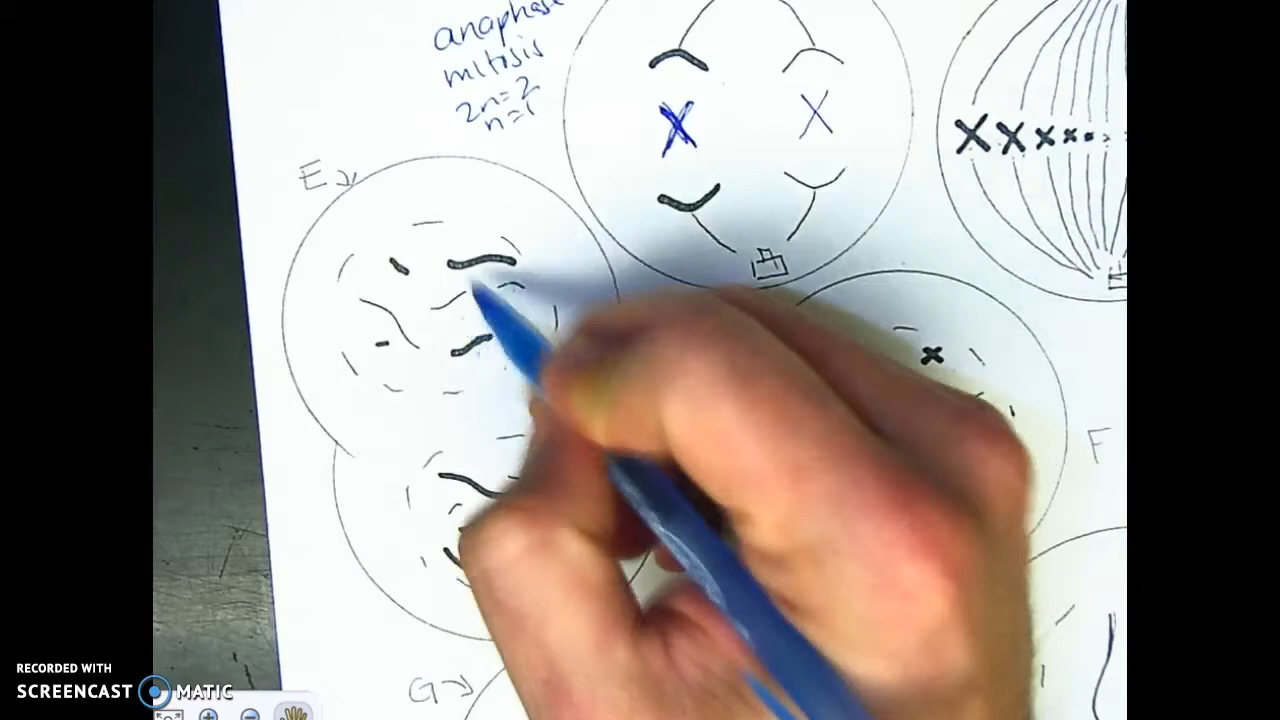 anaphase
mitosis
2n=2
n=1
E
F
G
RECORDED WITH
SCREENCAST MATIC